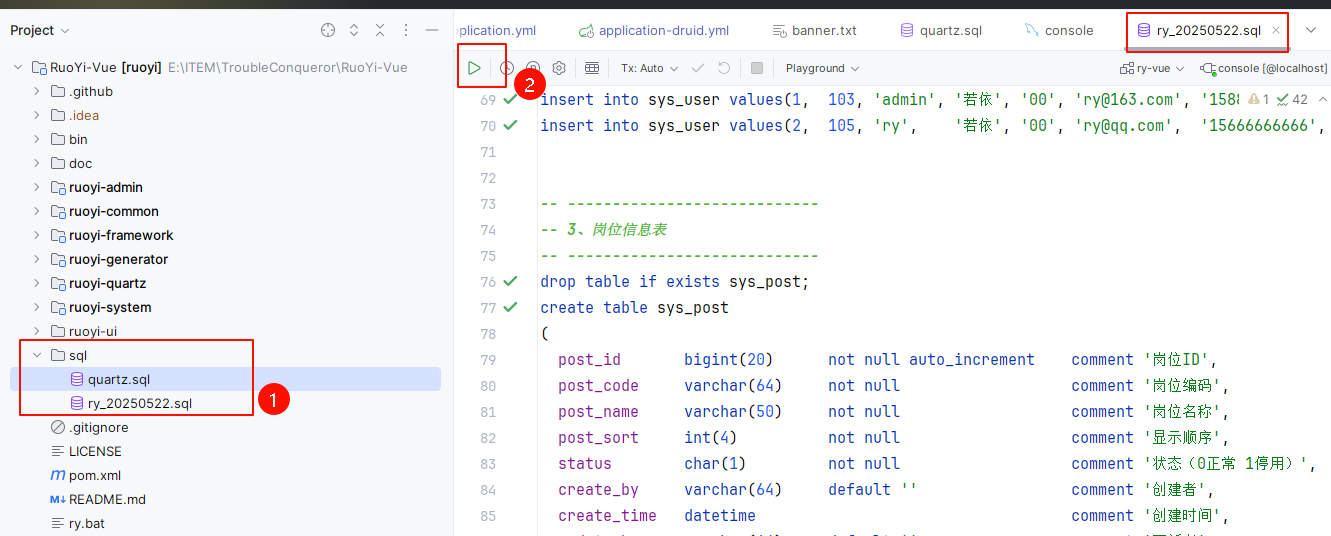 Project
RuoYi-Vue [ruoyi] E:\ITEM\TroubleConqueror\RuoYi-Vue
.github
.idea
bin
doc
ruoyi-admin
ruoyi-common
ruoyi-framework
ruoyi-generator
ruoyi-quartz
ruoyi-system
ruoyi-ui
sql
quartz.sql
ry_20250522.sql
1
.gitignore
LICENSE
pom.xml
README.md
ry.bat
plication.yml application-druid.yml banner.txt quartz.sql console ry_20250522.sql
2 Tx: Auto Playground ry-vue console [@localhost]
1 42
69 insert into sys_user values(1, 103, 'admin', '若依', '00', 'ry@163.com', '158
70 insert into sys_user values(2, 105, 'ry', '若依', '00', 'ry@qq.com', '15666666666',
71
72
73 -- ----------------------------
74 -- 3、岗位信息表
75 -- ----------------------------
76 drop table if exists sys_post;
77 create table sys_post
78 (
79 post_id bigint(20) not null auto_increment comment '岗位ID',
80 post_code varchar(64) not null comment '岗位编码',
81 post_name varchar(50) not null comment '岗位名称',
82 post_sort int(4) not null comment '显示顺序',
83 status char(1) not null comment '状态（0正常 1停用）',
84 create_by varchar(64) default '' comment '创建者',
85 create_time datetime comment '创建时间',